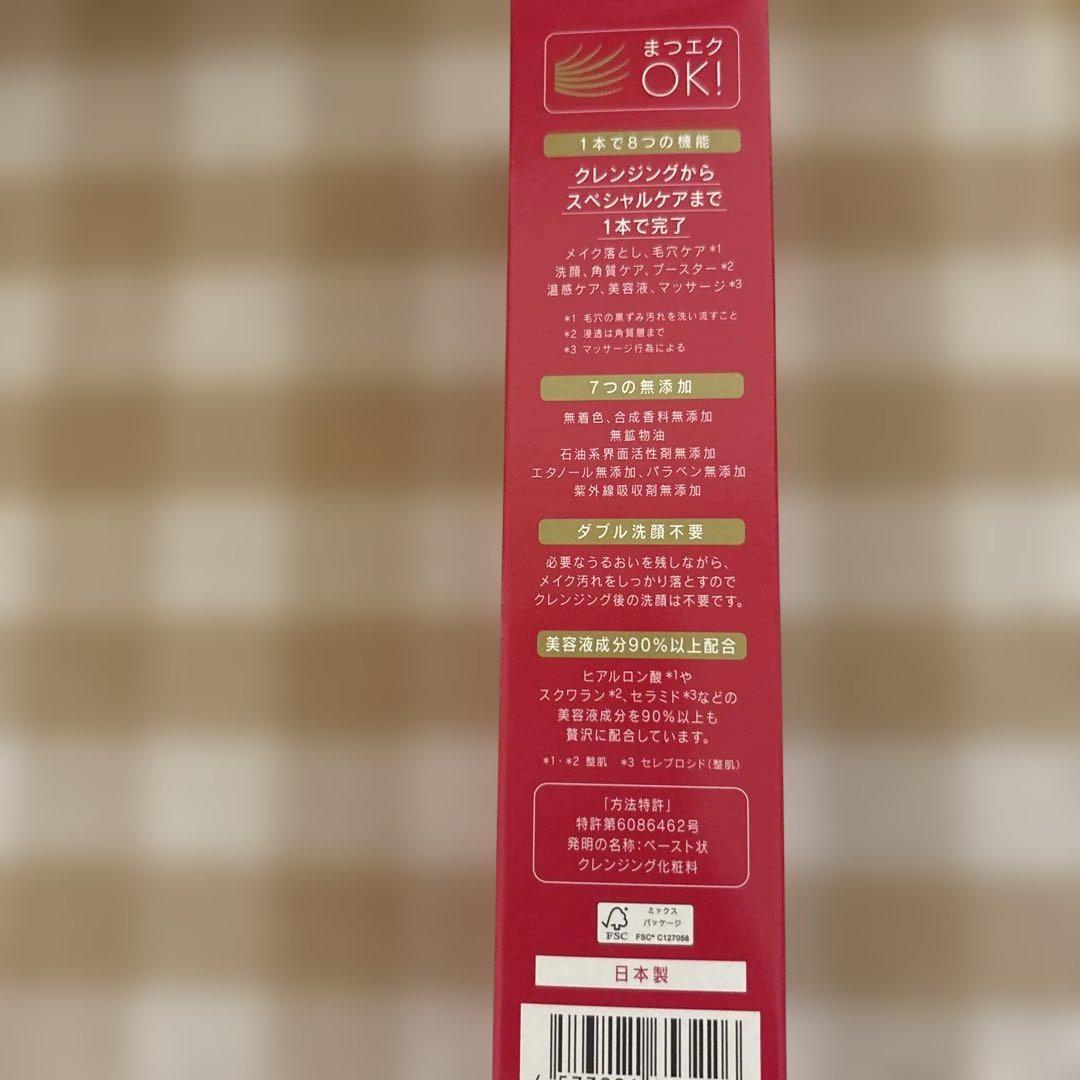 まつエク
OK!
1本で8つの機能
クレンジングから
スペシャルケアまで
1本で完了
メイク落とし、毛穴ケア*1
洗顔、角質ケア、ブースター*2
温感ケア、美容液、マッサージ*3
*1 毛穴の黒ずみ汚れを洗い流すこと
*2 浸透は角質層まで
*3 マッサージ行為による
7つの無添加
無着色、合成香料無添加
無鉱物油
石油系界面活性剤無添加
エタノール無添加、パラベン無添加
紫外線吸収剤無添加
ダブル洗顔不要
必要なうるおいを残しながら、
メイク汚れをしっかり落とすので
クレンジング後の洗顔は不要です。
美容液成分90%以上配合
ヒアルロン酸*1や
スクワラン*2、セラミド*3などの
美容液成分を90%以上も
贅沢に配合しています。
*1・*2 整肌 *3 セレブロシド(整肌)
「方法特許」
特許第6086462号
発明の名称：ペースト状
クレンジング化粧料
ミックス
パッケージ
FSC FSC® C127058
日本製